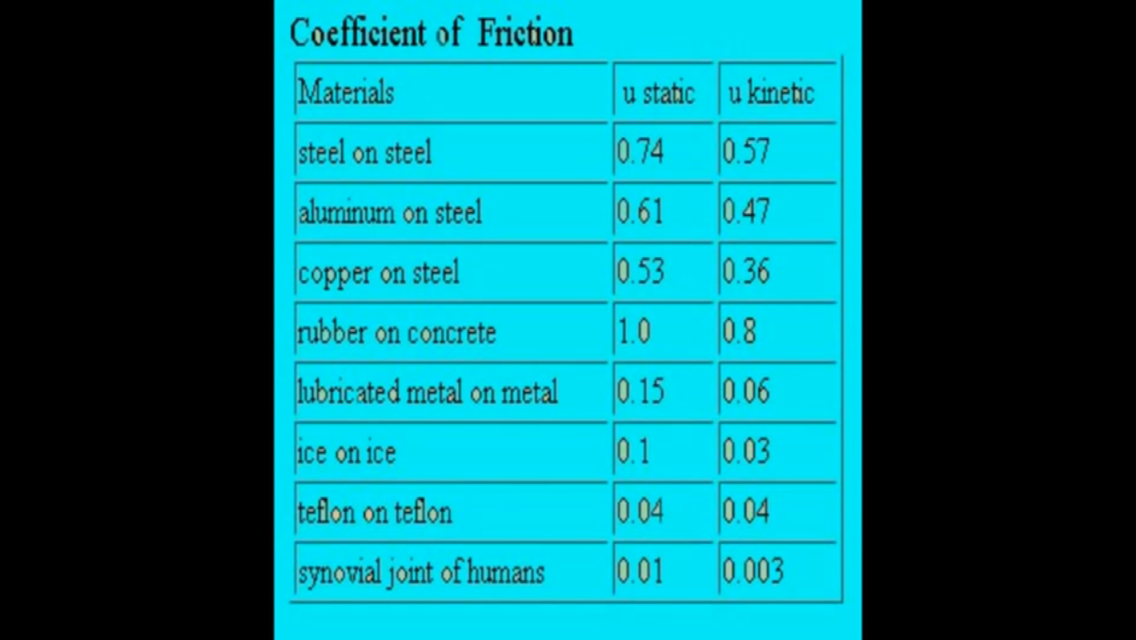 Coefficient of Friction
Materials u static u kinetic
steel on steel 0.74 0.57
aluminum on steel 0.61 0.47
copper on steel 0.53 0.36
rubber on concrete 1.0 0.8
lubricated metal on metal 0.15 0.06
ice on ice 0.1 0.03
teflon on teflon 0.04 0.04
synovial joint of humans 0.01 0.003